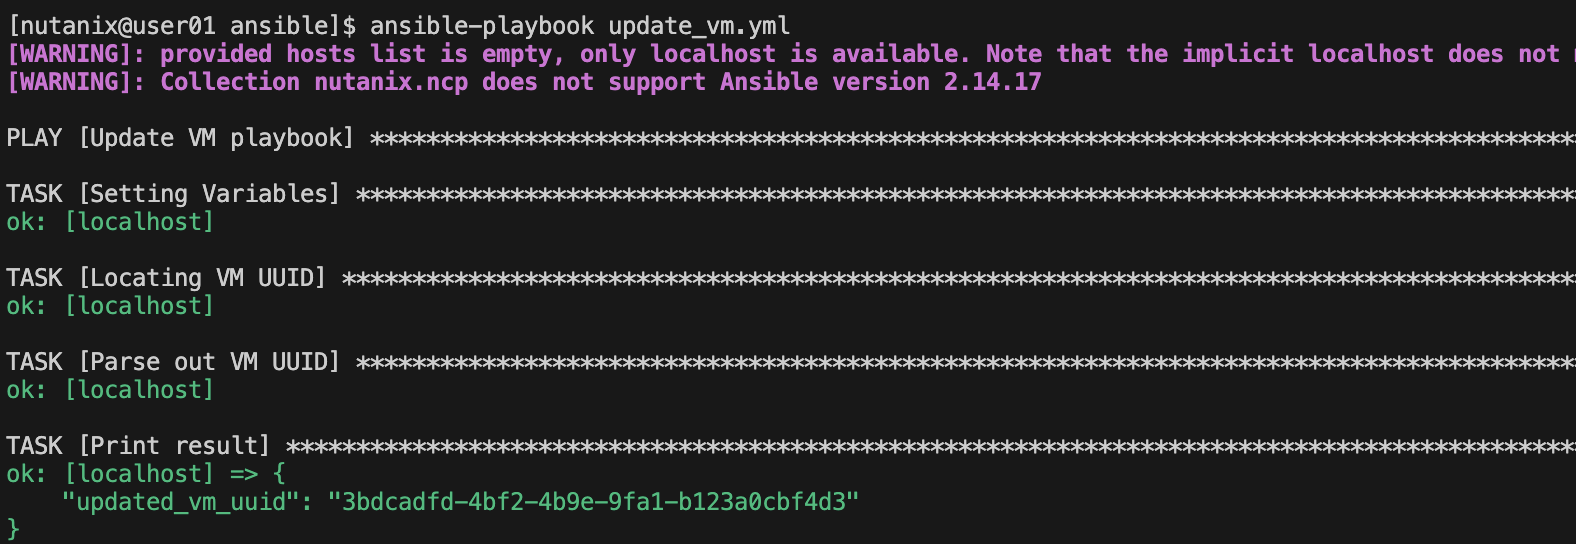 [nutanix@user01 ansible]$ ansible-playbook update_vm.yml
[WARNING]: provided hosts list is empty, only localhost is available. Note that the implicit localhost does not
[WARNING]: Collection nutanix.ncp does not support Ansible version 2.14.17
PLAY [Update VM playbook] **************************************************************************************
TASK [Setting Variables] ***************************************************************************************
ok: [localhost]
TASK [Locating VM UUID] ****************************************************************************************
ok: [localhost]
TASK [Parse out VM UUID] ***************************************************************************************
ok: [localhost]
TASK [Print result] ********************************************************************************************
ok: [localhost] => {
    "updated_vm_uuid": "3bdcadfd-4bf2-4b9e-9fa1-b123a0cbf4d3"
}